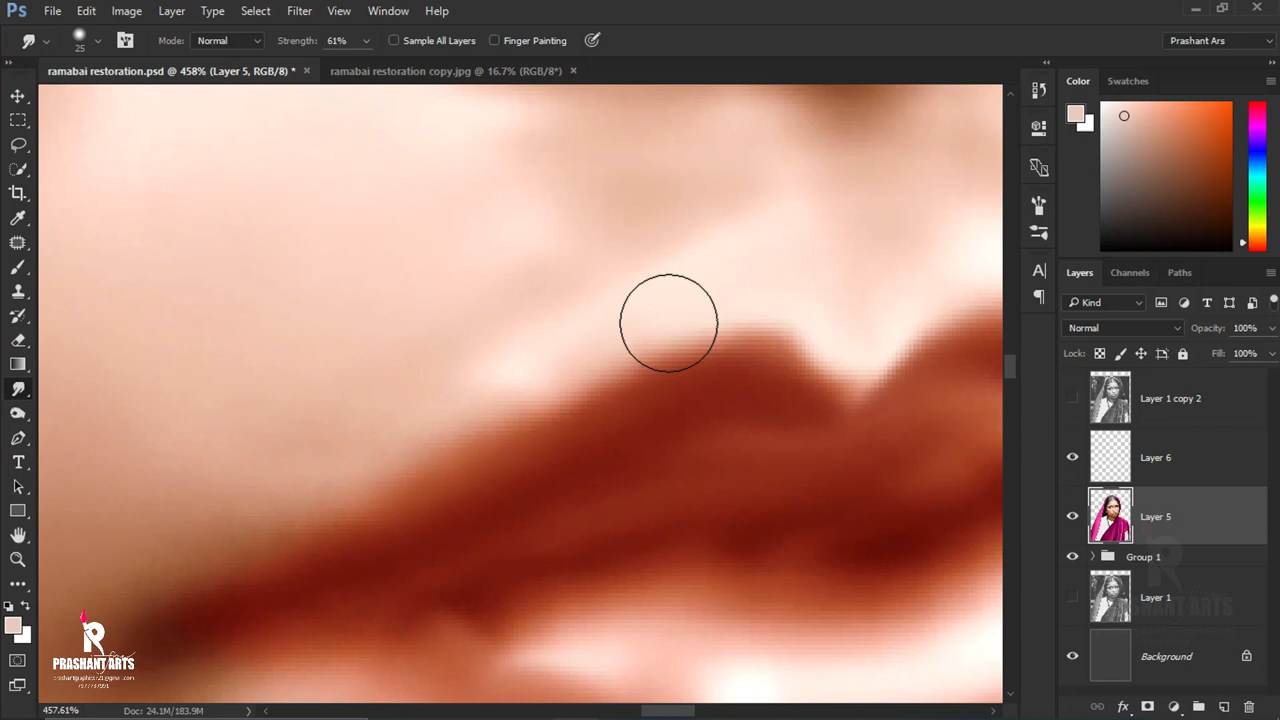 Ps File Edit Image Layer Type Select Filter View Window Help
25 Mode: Normal Strength: 61% Sample All Layers Finger Painting Prashant Ars
ramabai restoration.psd @ 458% (Layer 5, RGB/8) * × ramabai restoration copy.jpg @ 16.7% (RGB/8*) ×
Color Swatches
Layers Channels Paths
Kind
Normal Opacity: 100%
Lock: Fill: 100%
Layer 1 copy 2
Layer 6
Layer 5
Group 1
Layer 1
Background
PRASHANT ARTS
457.61% Doc: 24.1M/183.9M